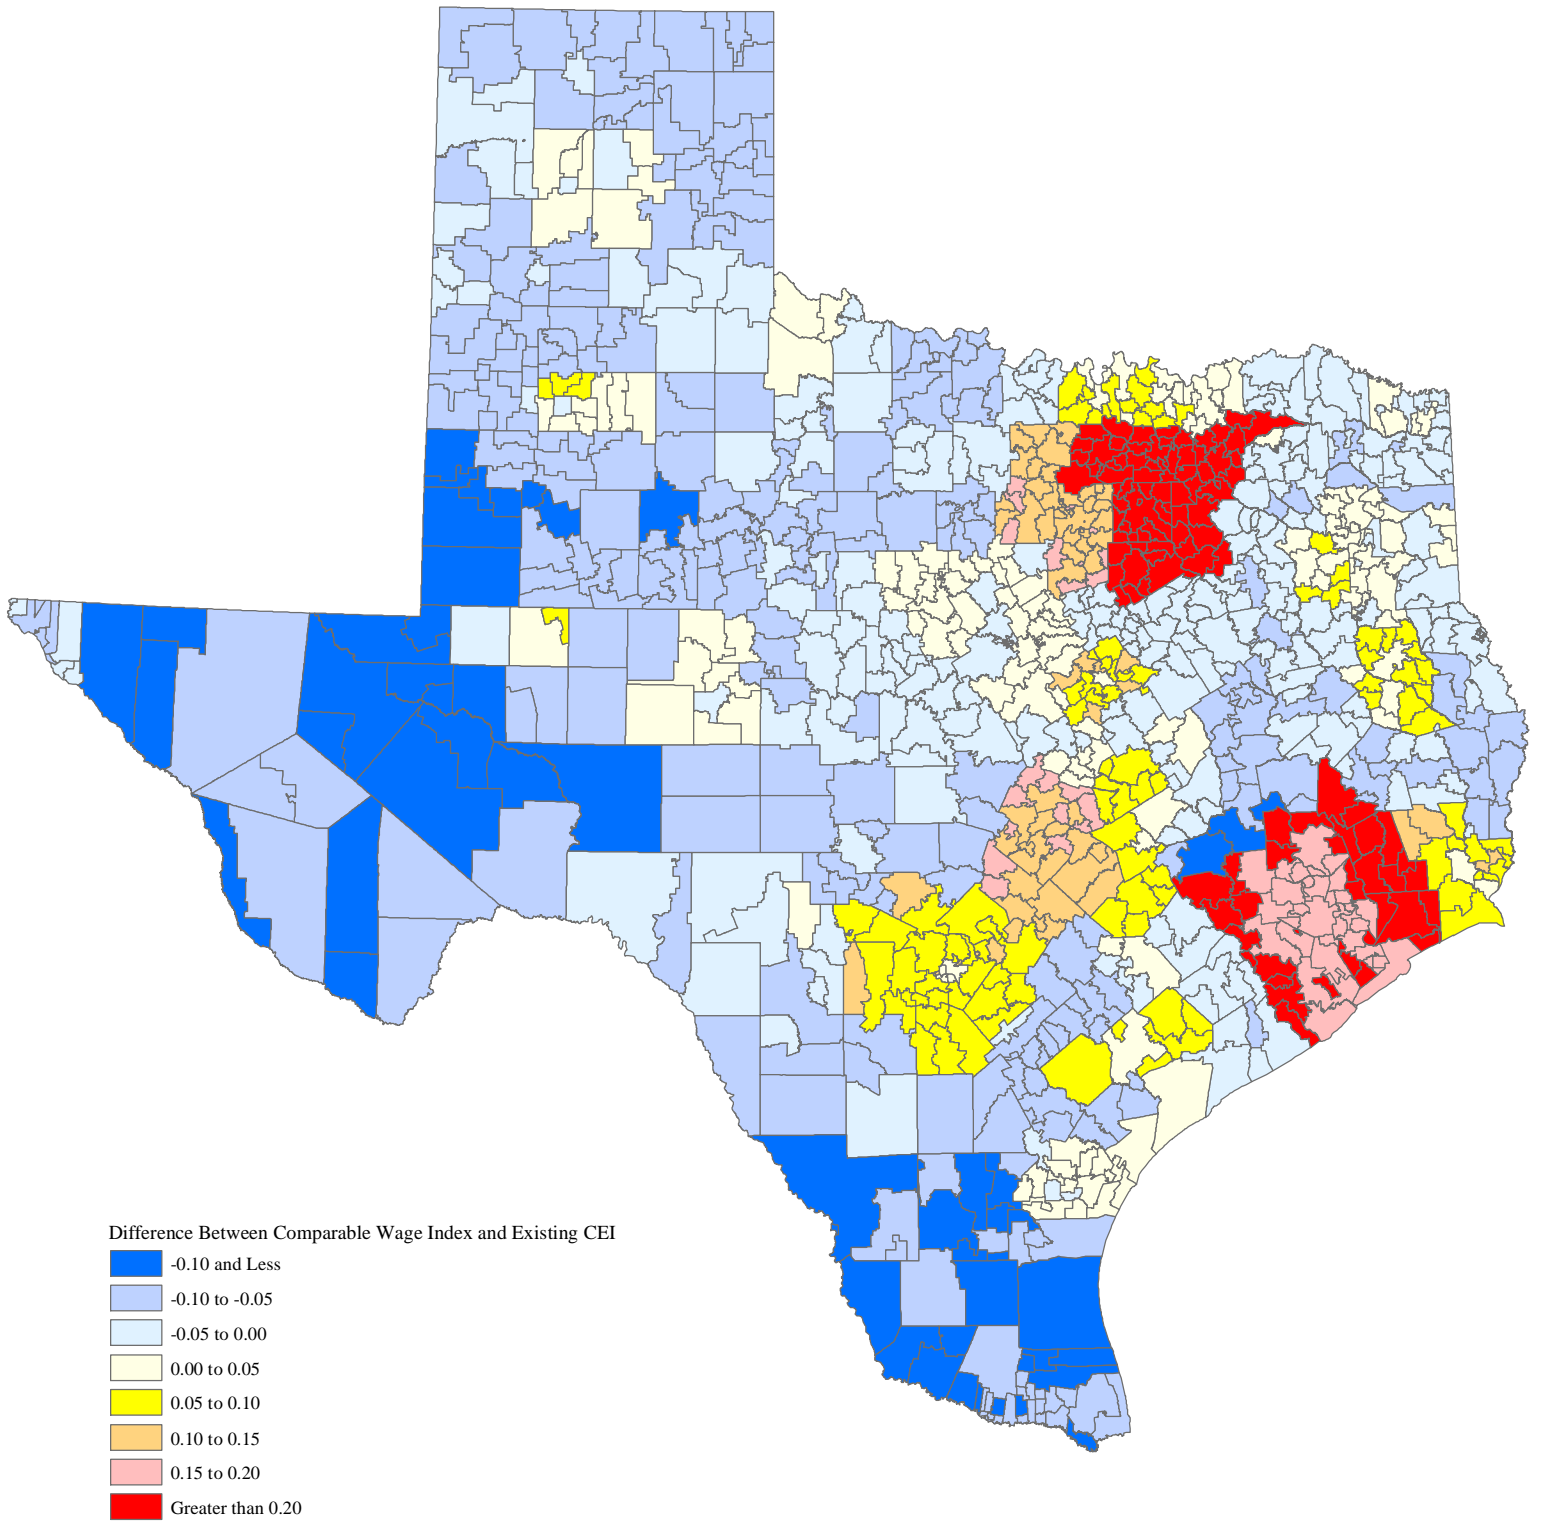 Difference Between Comparable Wage Index and Existing CEI
-0.10 and Less
-0.10 to -0.05
-0.05 to 0.00
0.00 to 0.05
0.05 to 0.10
0.10 to 0.15
0.15 to 0.20
Greater than 0.20